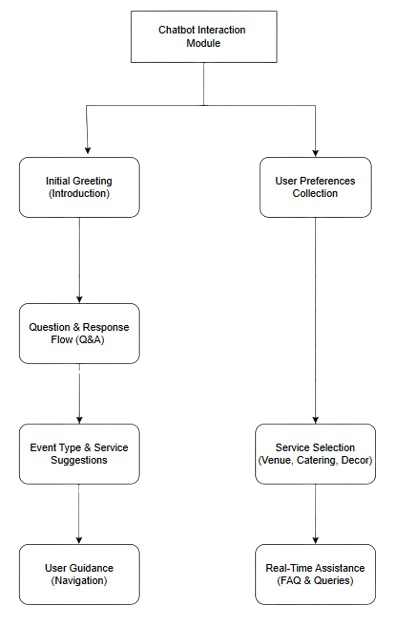 Chatbot Interaction
Module
Initial Greeting
(Introduction)
User Preferences
Collection
Question & Response
Flow (Q&A)
Event Type & Service
Suggestions
Service Selection
(Venue, Catering, Decor)
User Guidance
(Navigation)
Real-Time Assistance
(FAQ & Queries)